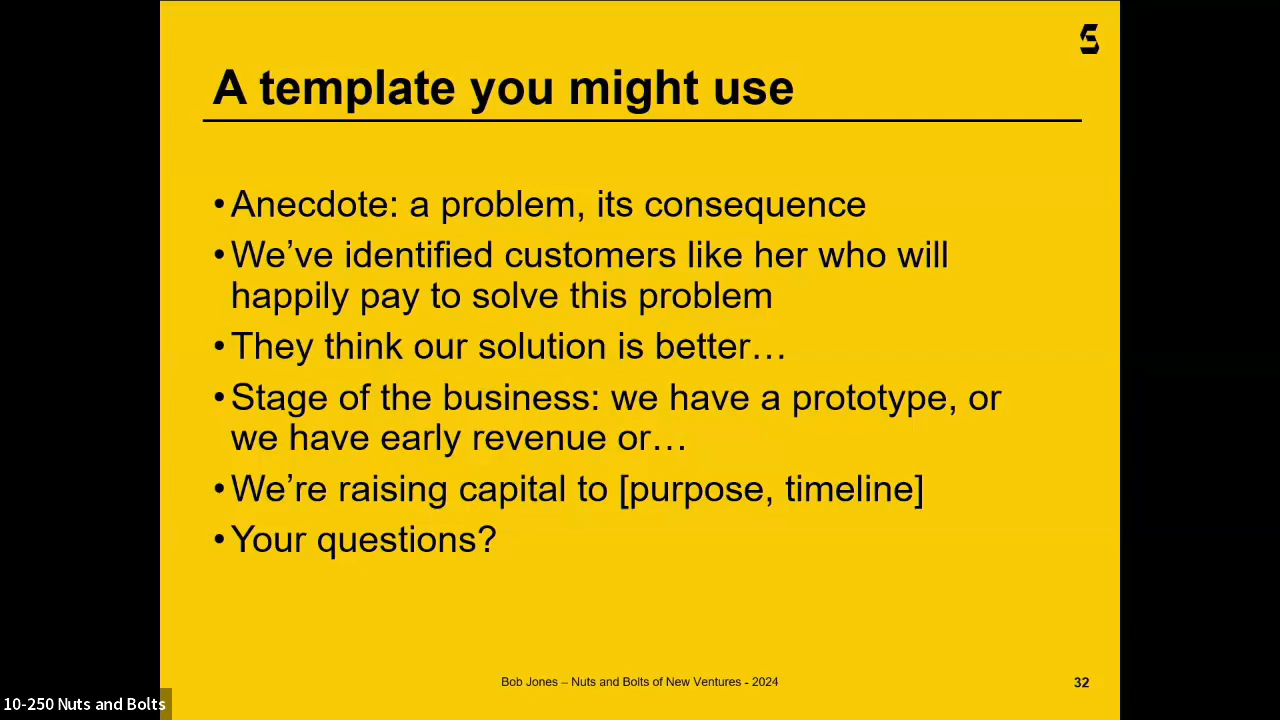 A template you might use
•Anecdote: a problem, its consequence
•We’ve identified customers like her who will
happily pay to solve this problem
•They think our solution is better…
•Stage of the business: we have a prototype, or
we have early revenue or…
•We’re raising capital to [purpose, timeline]
•Your questions?
Bob Jones – Nuts and Bolts of New Ventures - 2024
32
10-250 Nuts and Bolts